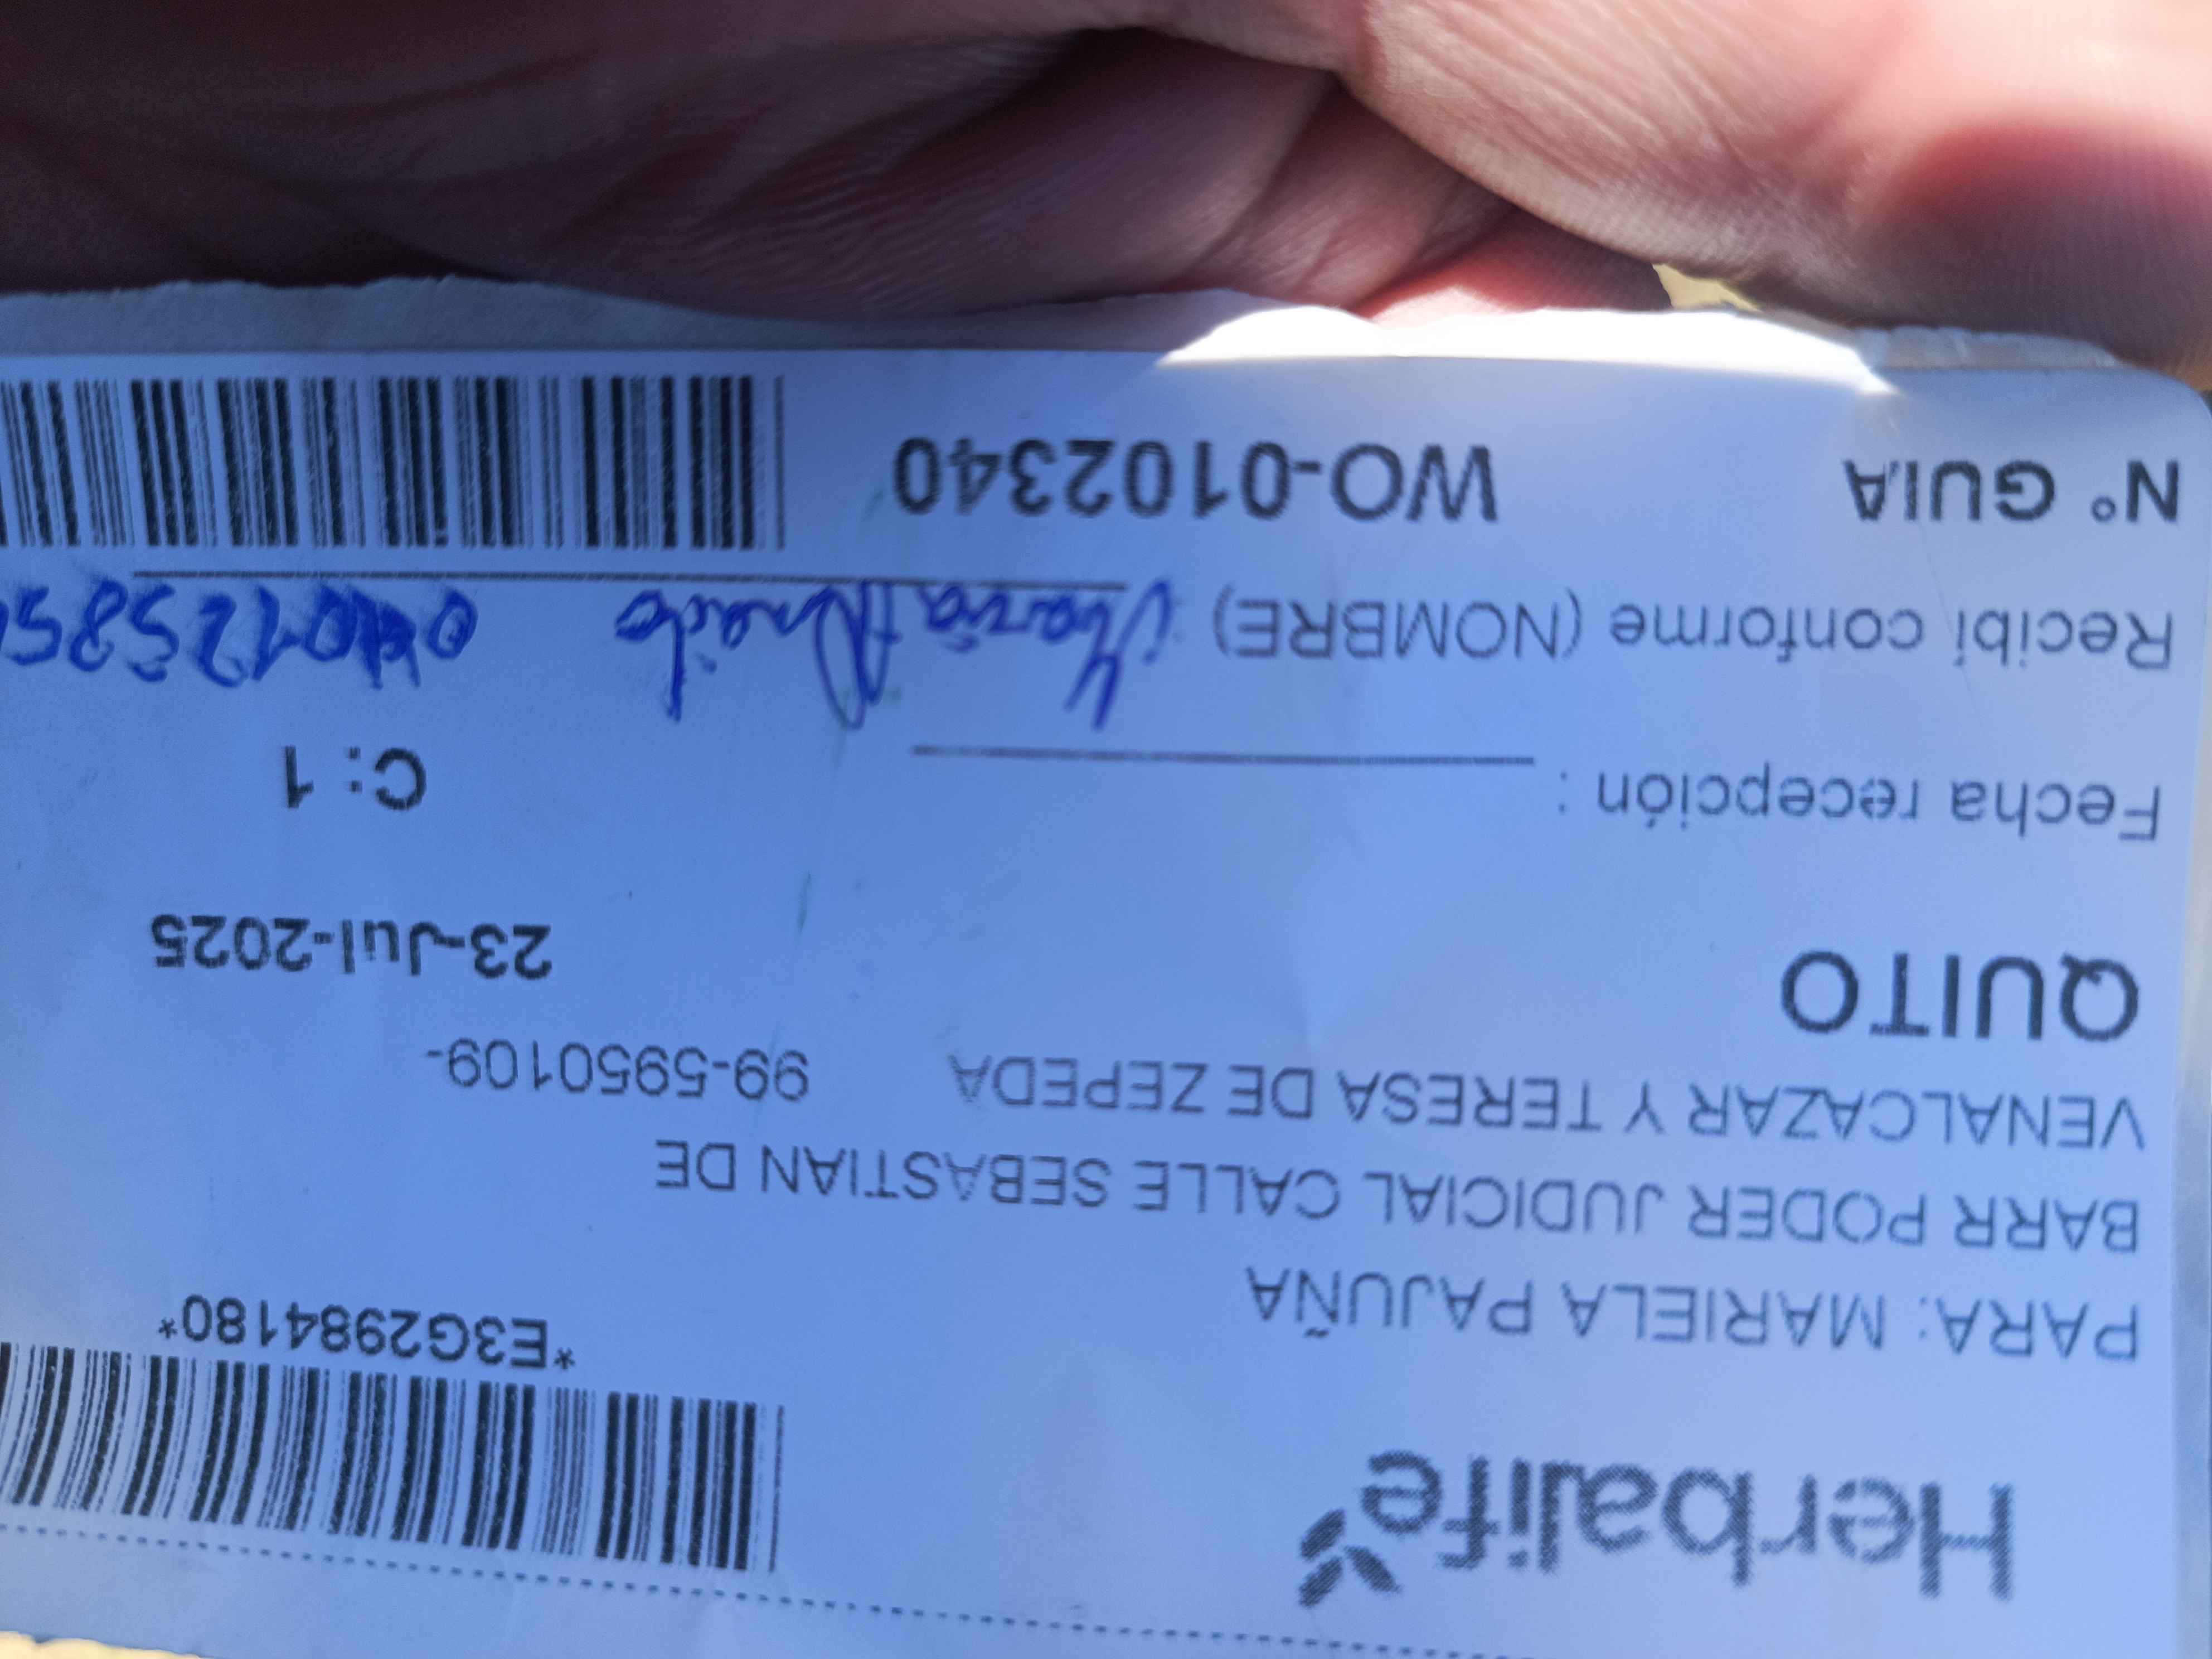 Herbalife
*E3G2984180*
PARA: MARIELA PAJUÑA
BARR PODER JUDICIAL CALLE SEBASTIAN DE
VENALCAZAR Y TERESA DE ZEPEDA 99-5950109-
QUITO 23-Jul-2025
Fecha recepción : C: 1
Recibí conforme (NOMBRE) María
N° GUIA WO-0102340